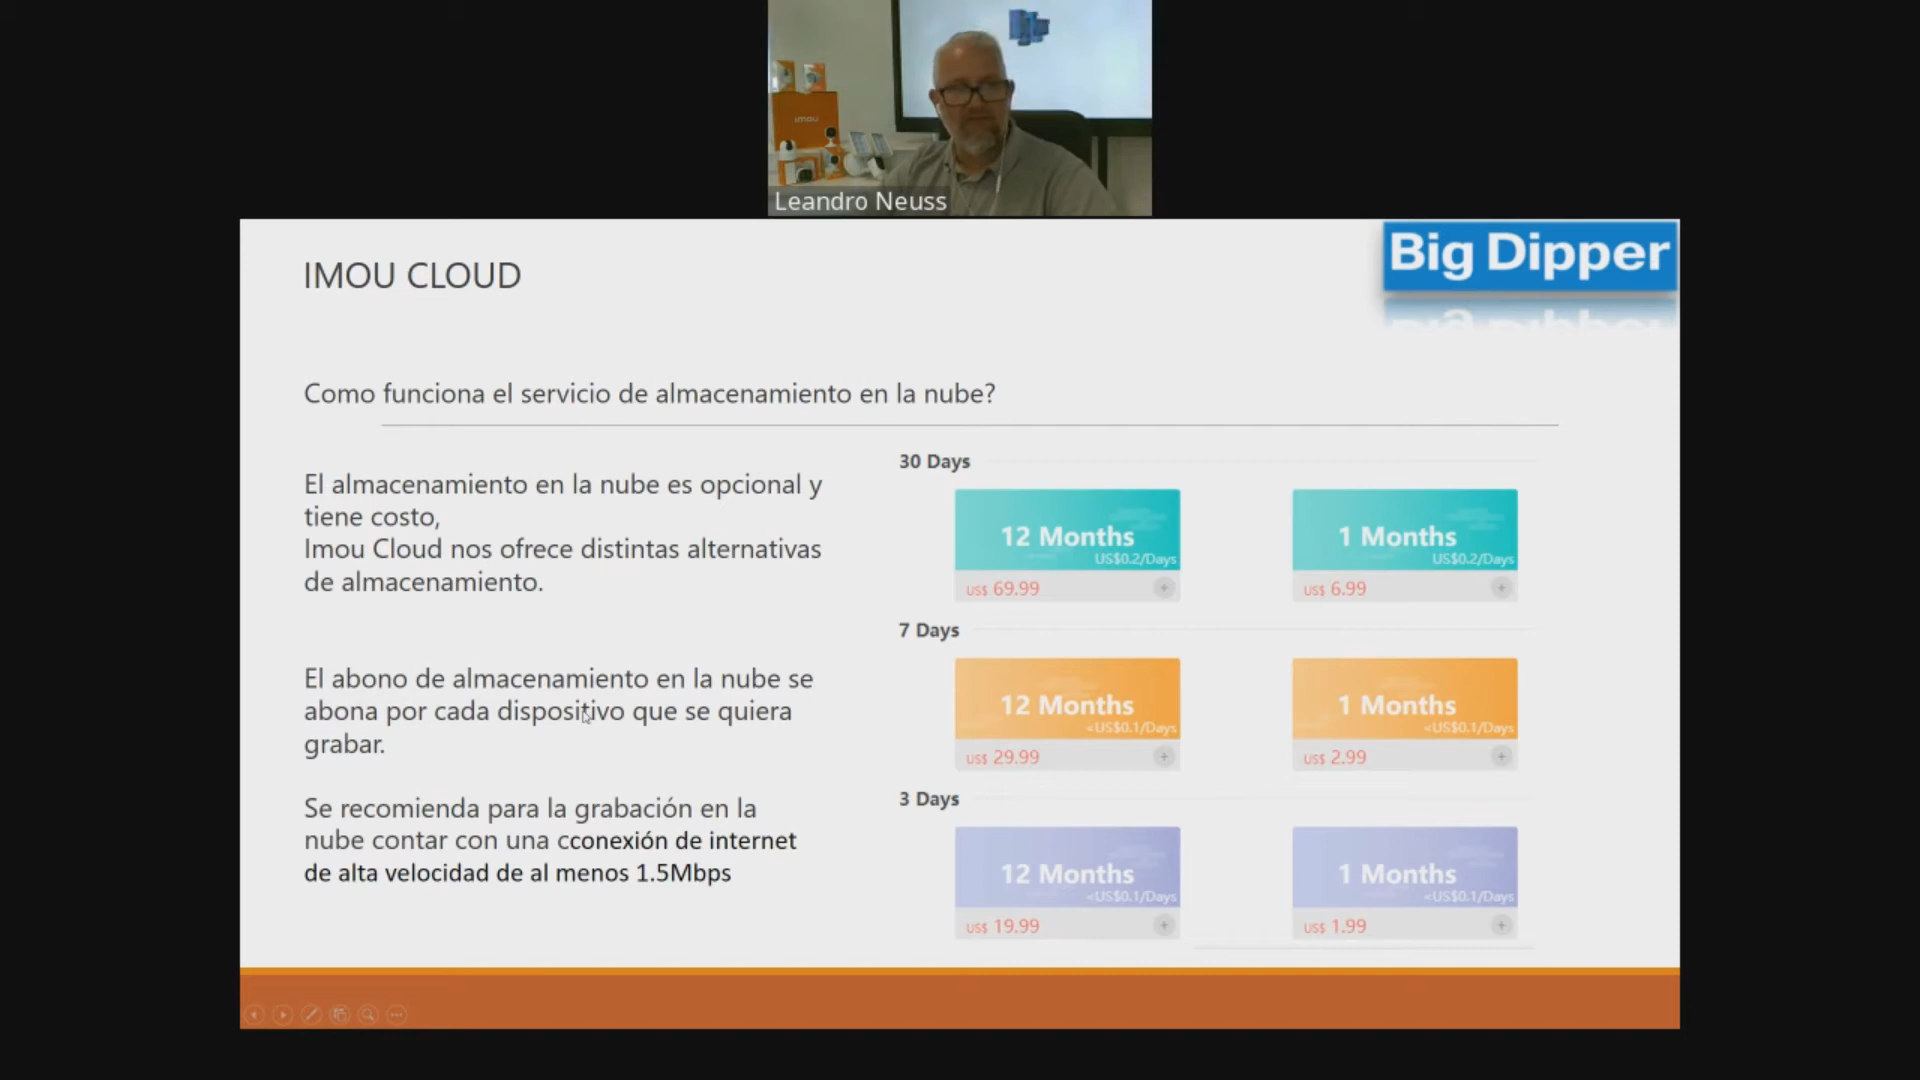 imou
Leandro Neuss
IMOU CLOUD
Big Dipper
Como funciona el servicio de almacenamiento en la nube?
El almacenamiento en la nube es opcional y
tiene costo,
Imou Cloud nos ofrece distintas alternativas
de almacenamiento.
El abono de almacenamiento en la nube se
abona por cada dispositivo que se quiera
grabar.
Se recomienda para la grabación en la
nube contar con una cconexión de internet
de alta velocidad de al menos 1.5Mbps
30 Days
12 Months
US$0.2/Days
US$ 69.99
1 Months
US$0.2/Days
US$ 6.99
7 Days
12 Months
<US$0.1/Days
US$ 29.99
1 Months
<US$0.1/Days
US$ 2.99
3 Days
12 Months
<US$0.1/Days
US$ 19.99
1 Months
<US$0.1/Days
US$ 1.99